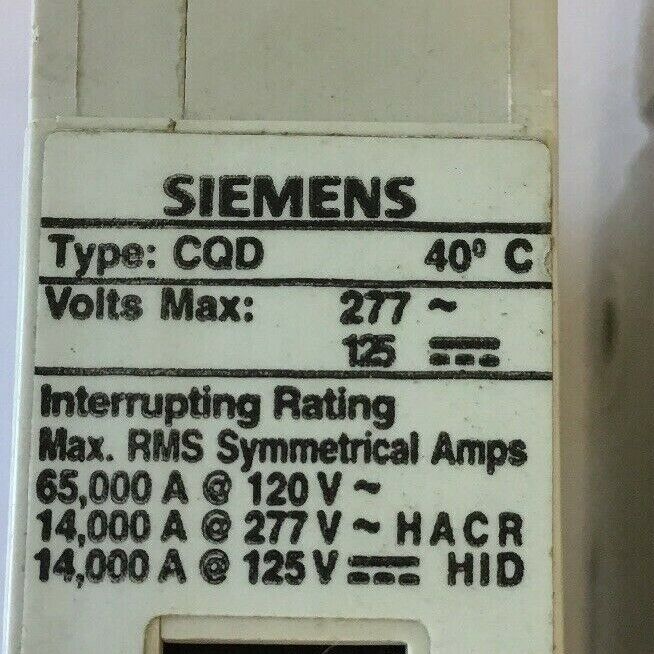 SIEMENS
Type: CQD 40º C
Volts Max: 277 ~
125 ⎓
Interrupting Rating
Max. RMS Symmetrical Amps
65,000 A @ 120 V ~
14,000 A @ 277 V ~ HACR
14,000 A @ 125 V ⎓ HID